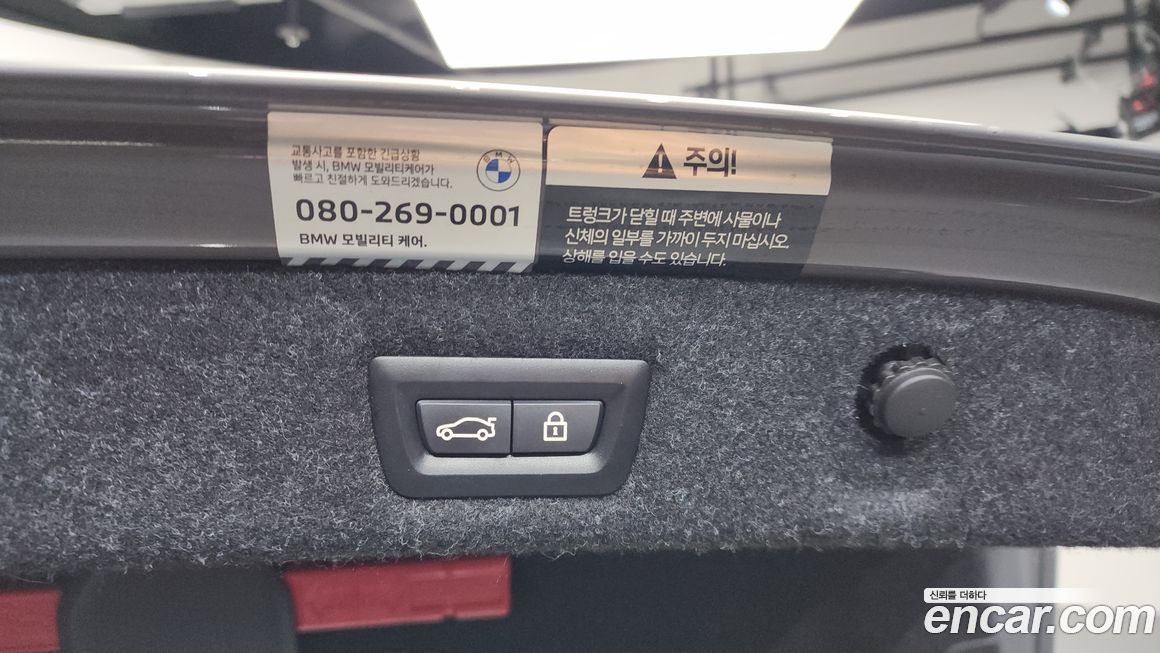 교통사고를 포함한 긴급상황
발생 시, BMW 모빌리티케어가
빠르고 친절하게 도와드리겠습니다.
BMW
080-269-0001
BMW 모빌리티 케어.
주의!
트렁크가 닫힐 때 주변에 사물이나
신체의 일부를 가까이 두지 마십시오.
상해를 입을 수도 있습니다.
신뢰를 더하다
encar.com